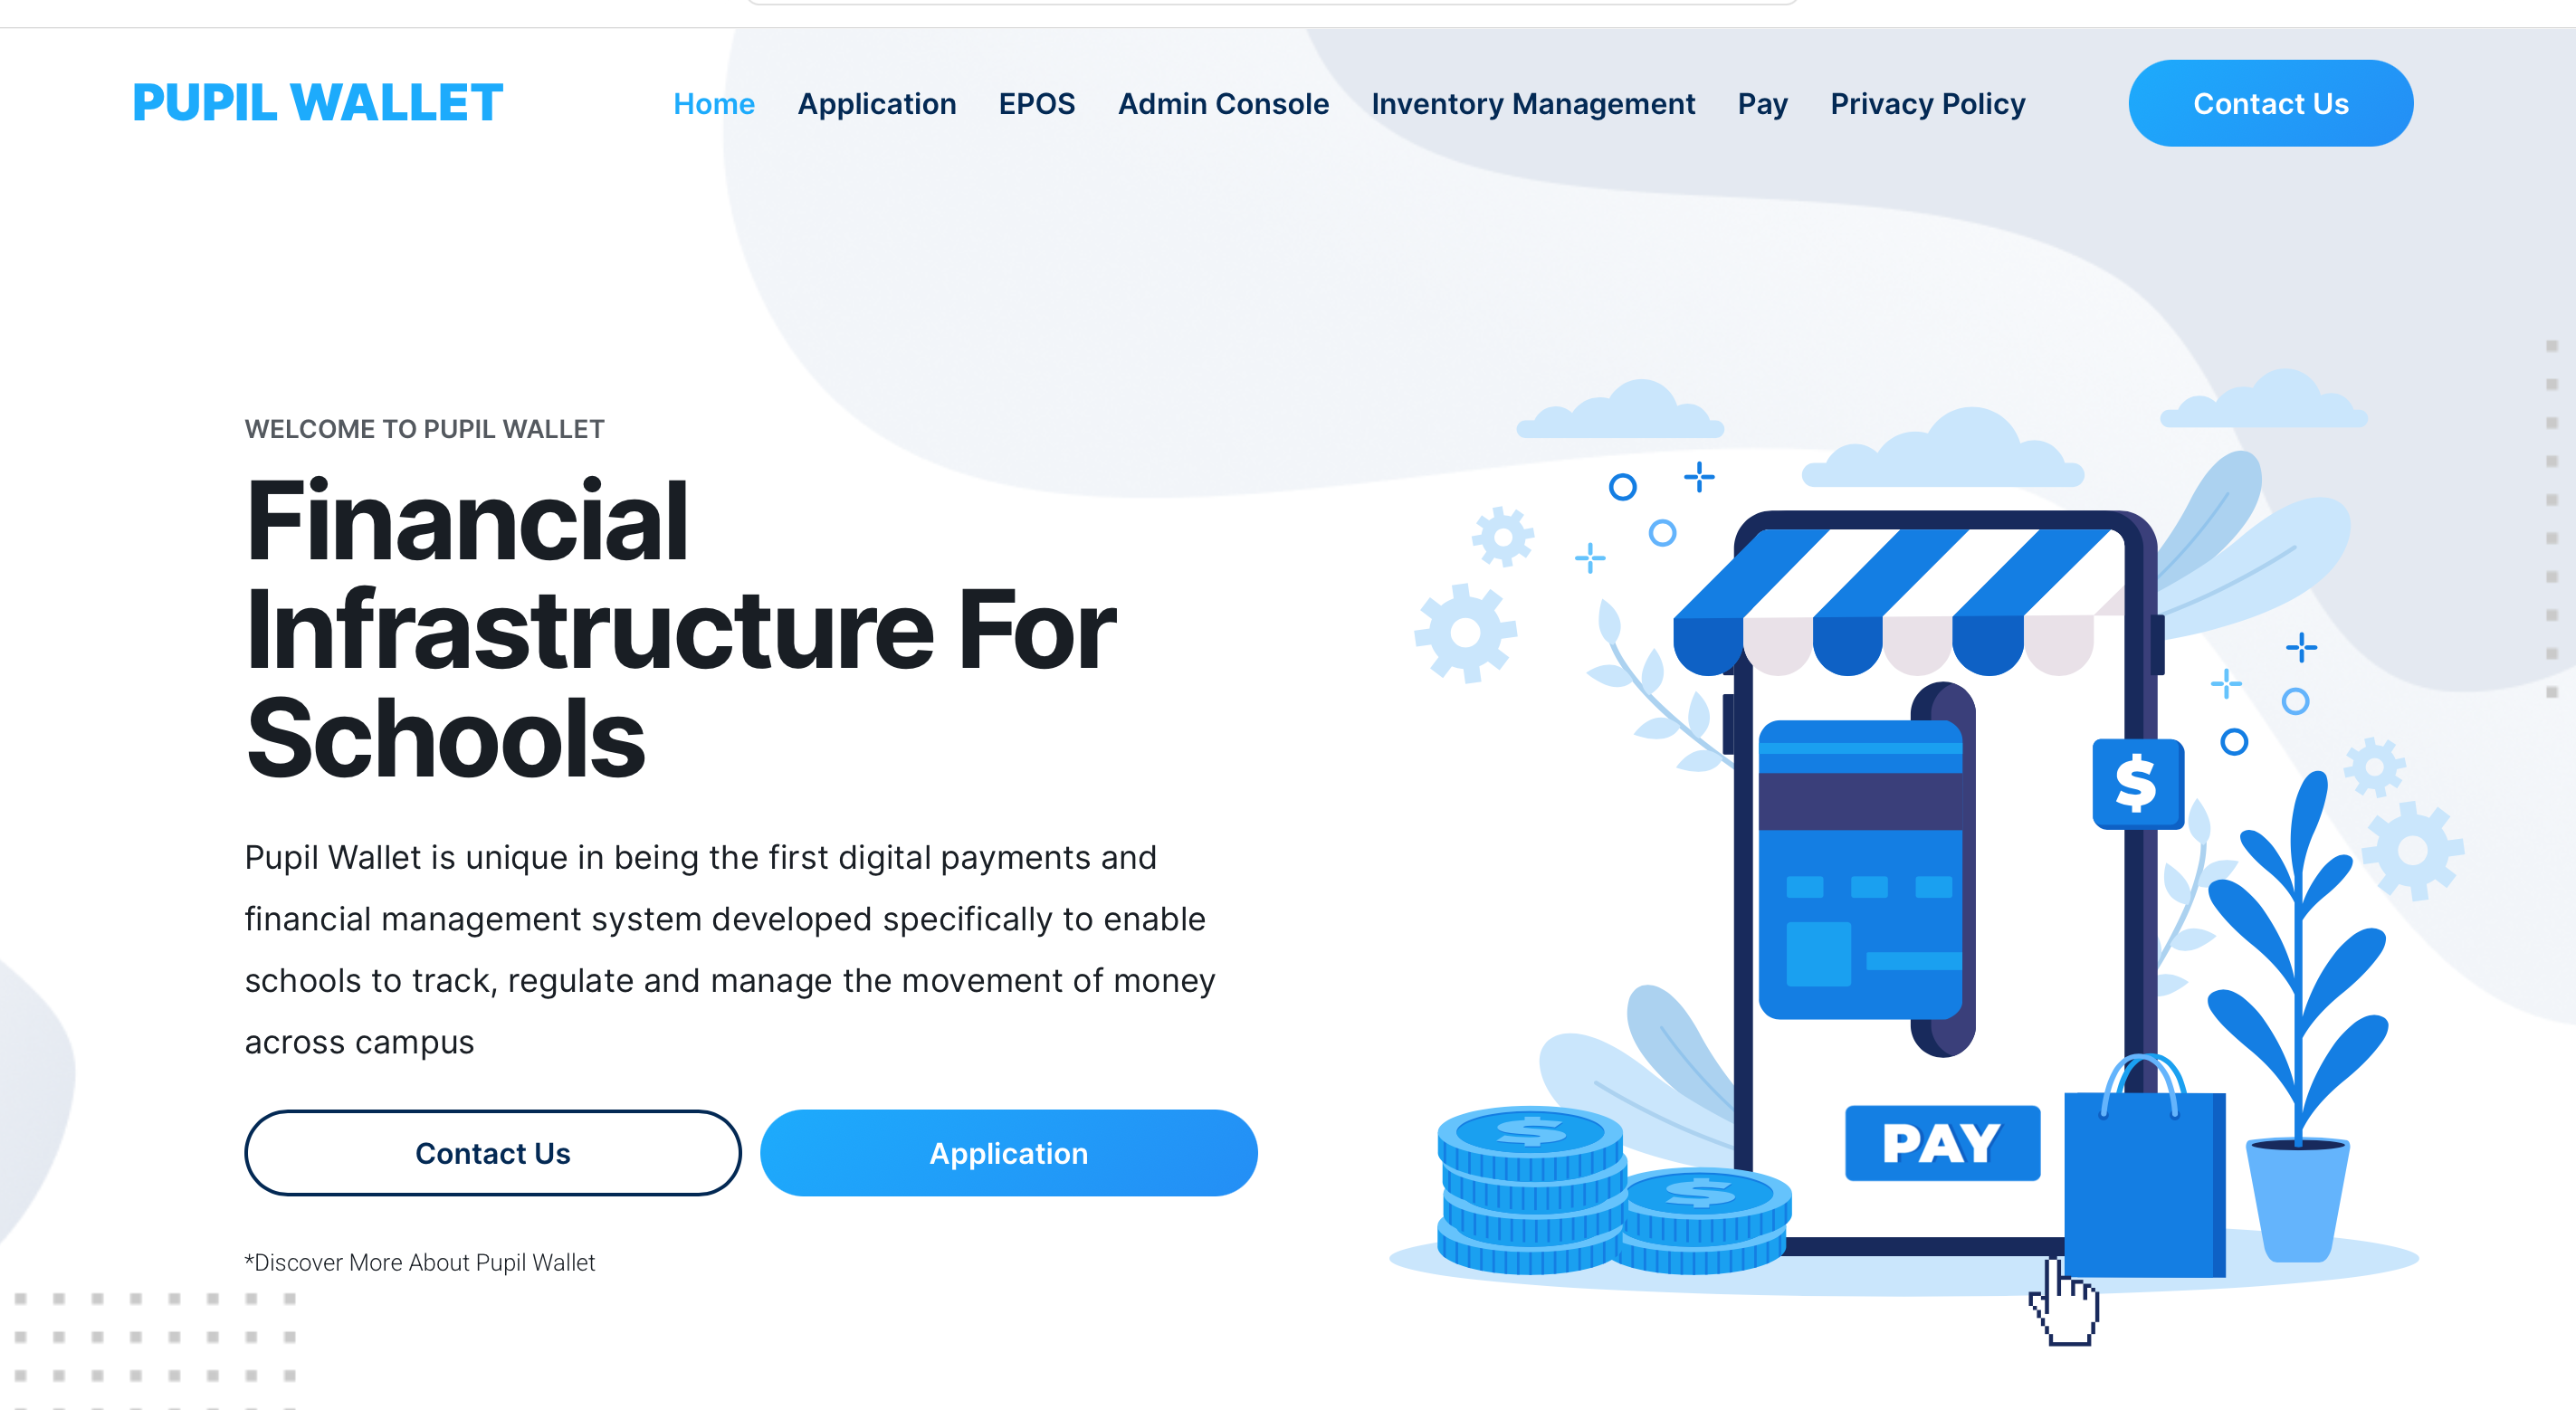 PUPIL WALLET
Home Application EPOS Admin Console Inventory Management Pay Privacy Policy Contact Us
WELCOME TO PUPIL WALLET
Financial
Infrastructure For
Schools
Pupil Wallet is unique in being the first digital payments and
financial management system developed specifically to enable
schools to track, regulate and manage the movement of money
across campus
Contact Us Application
*Discover More About Pupil Wallet
$
PAY
$
$